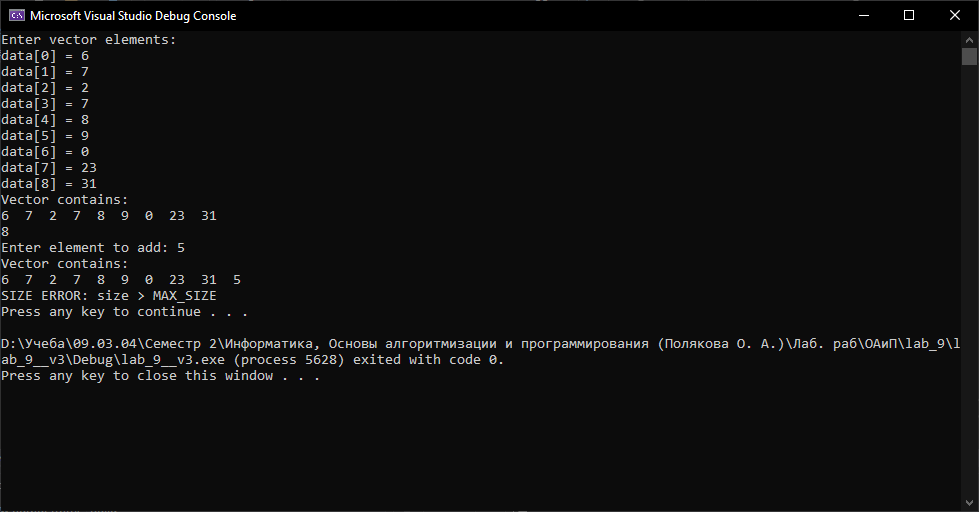 Microsoft Visual Studio Debug Console
Enter vector elements:
data[0] = 6
data[1] = 7
data[2] = 2
data[3] = 7
data[4] = 8
data[5] = 9
data[6] = 0
data[7] = 23
data[8] = 31
Vector contains:
6  7  2  7  8  9  0  23  31
8
Enter element to add: 5
Vector contains:
6  7  2  7  8  9  0  23  31  5
SIZE ERROR: size > MAX_SIZE
Press any key to continue . . .
D:\Учеба\09.03.04\Семестр 2\Информатика, Основы алгоритмизации и программирования (Полякова О. А.)\Лаб. раб\ОАиП\lab_9\l
ab_9__v3\Debug\lab_9__v3.exe (process 5628) exited with code 0.
Press any key to close this window . . .